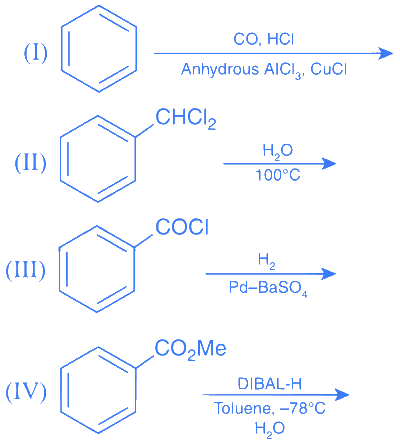 (I)
CO, HCl
Anhydrous AlCl3, CuCl
CHCl2
(II)
H2O
100°C
COCl
(III)
H2
Pd–BaSO4
CO2Me
(IV)
DIBAL-H
Toluene, –78°C
H2O